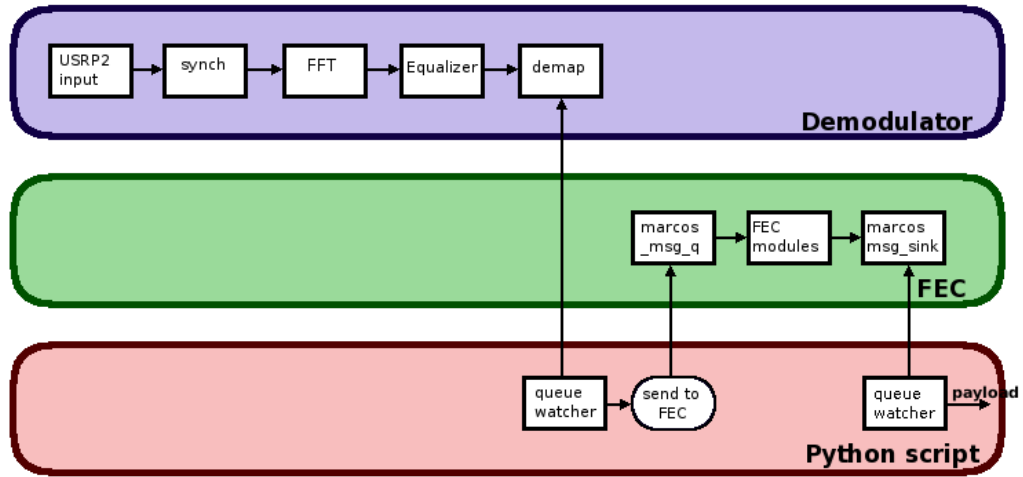 USRP2
input
synch
FFT
Equalizer
demap
Demodulator
marcos
_msg_q
FEC
modules
marcos
msg_sink
FEC
queue
watcher
send to
FEC
queue
watcher
payload
Python script